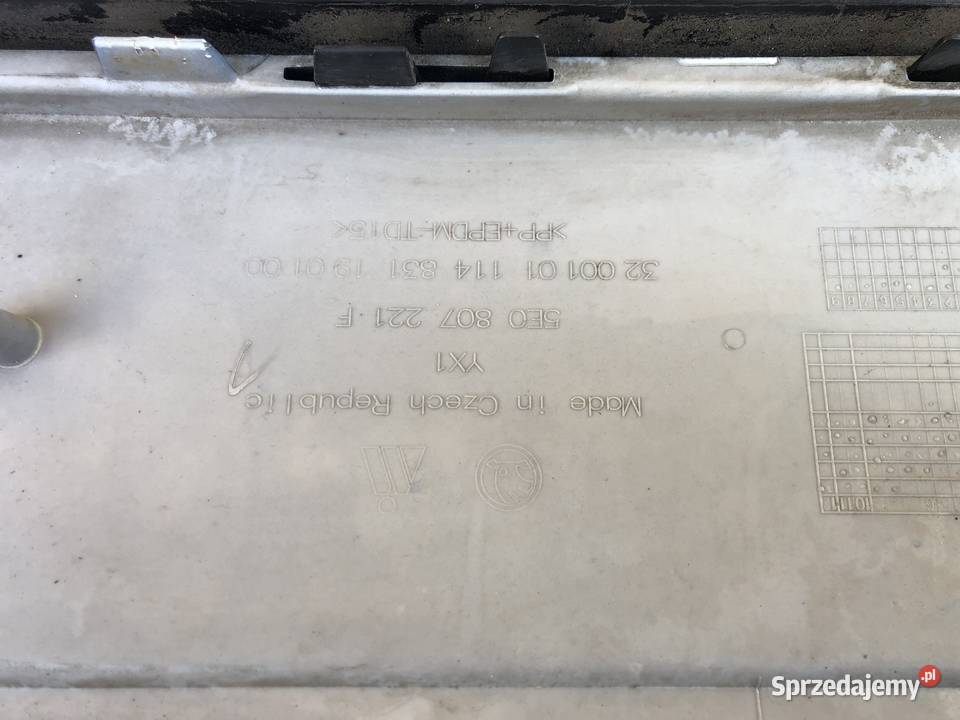 Made in Czech Republic
YX1
5E0 807 221 F
32 001 01 114 831 19 01 00
>PP+EPDM-TD15<
Sprzedajemy.pl